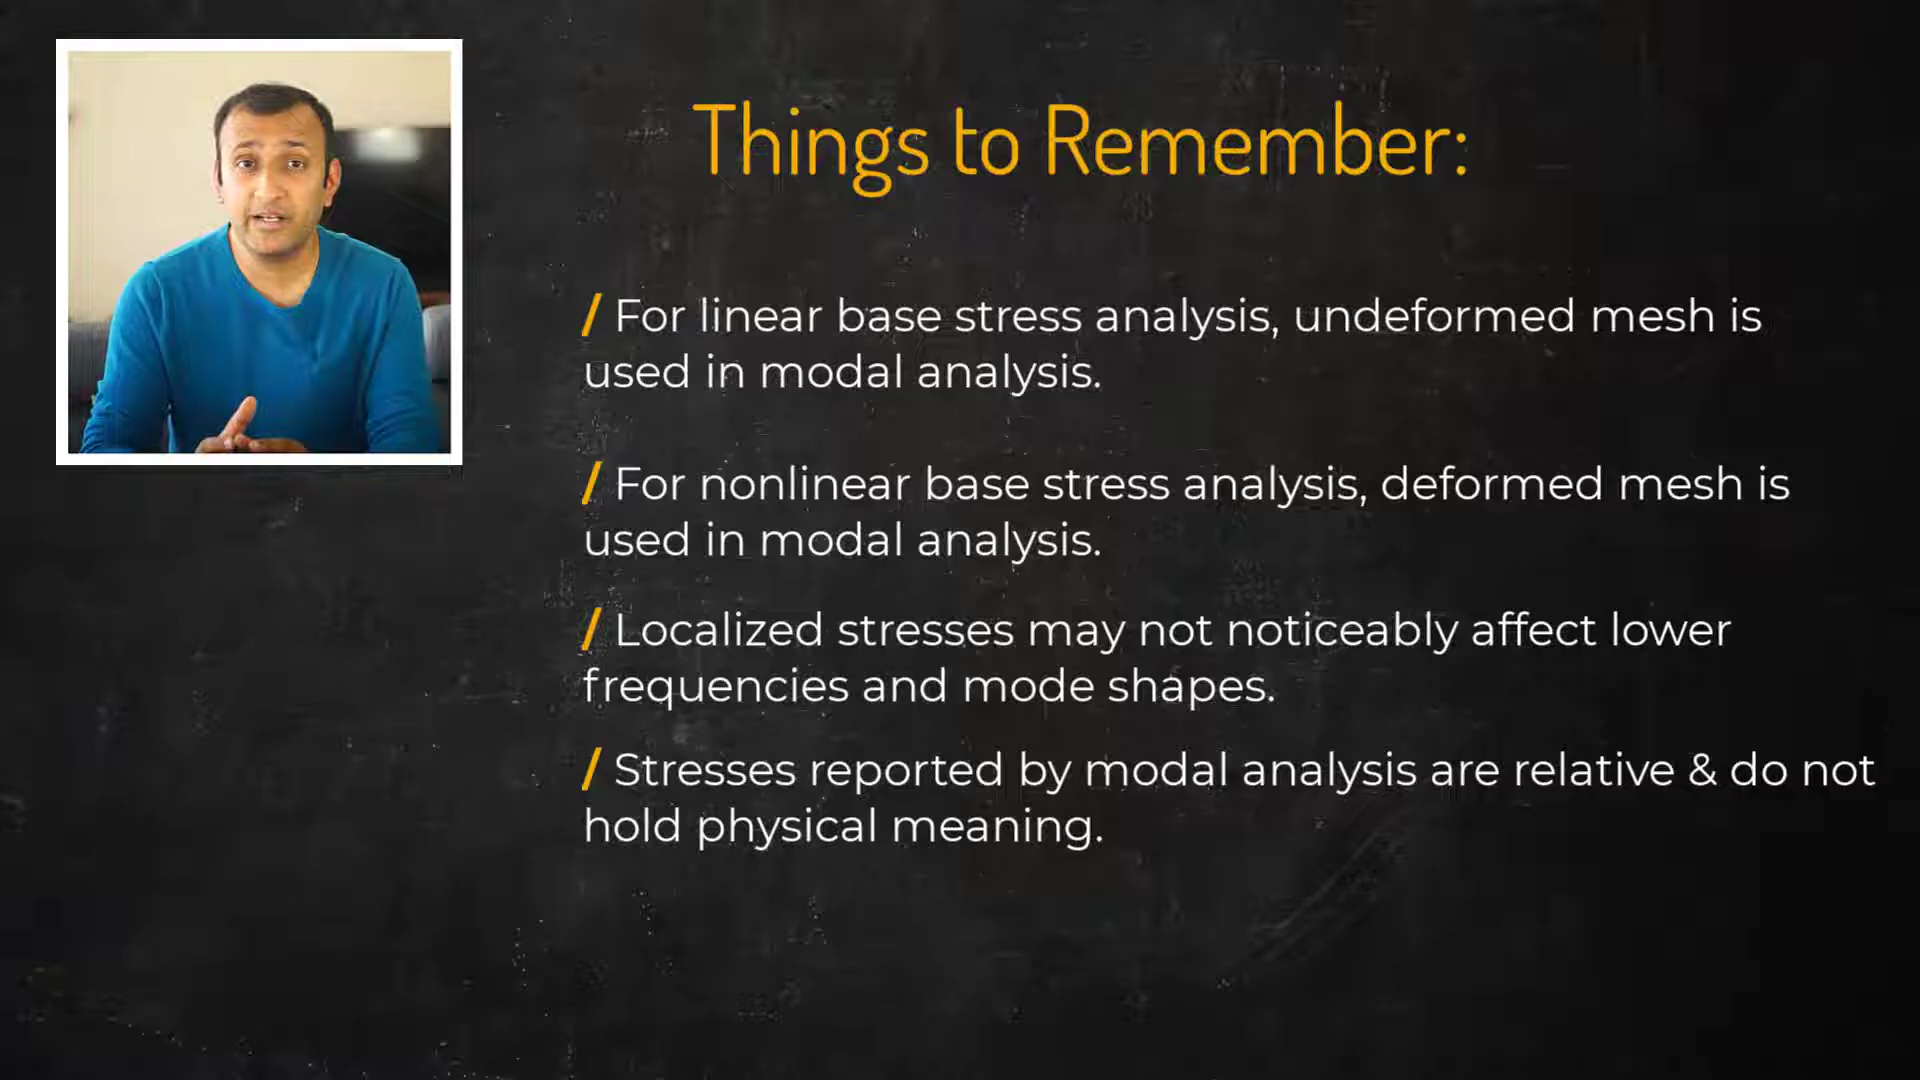 Things to Remember:
/ For linear base stress analysis, undeformed mesh is
used in modal analysis.
/ For nonlinear base stress analysis, deformed mesh is
used in modal analysis.
/ Localized stresses may not noticeably affect lower
frequencies and mode shapes.
/ Stresses reported by modal analysis are relative & do not
hold physical meaning.